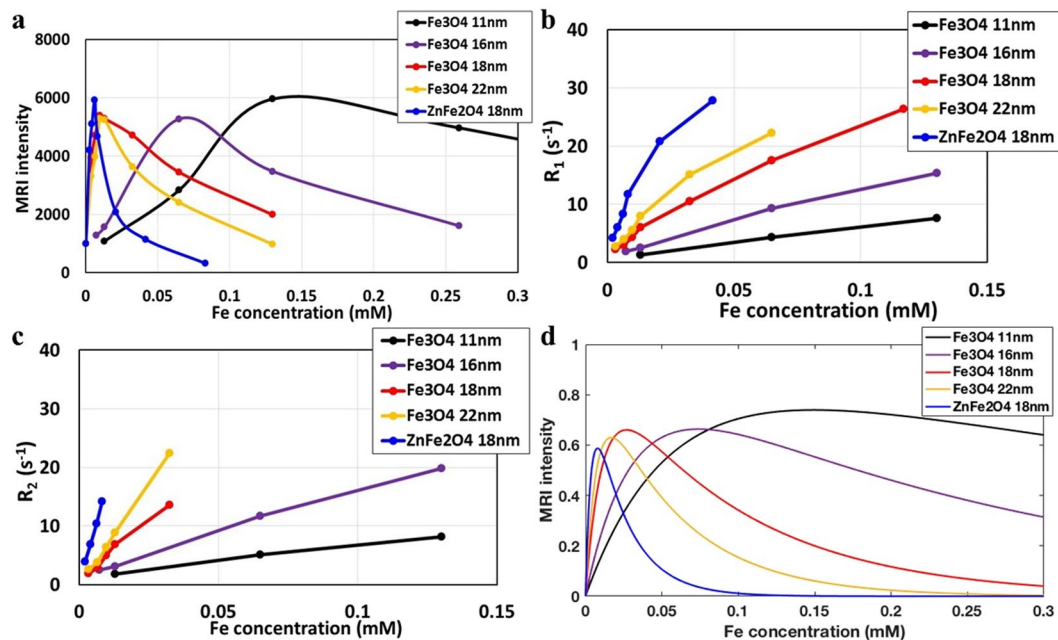 a
8000
6000
4000
2000
0
MRI intensity
0 0.05 0.1 0.15 0.2 0.25 0.3
Fe concentration (mM)
Fe3O4 11nm
Fe3O4 16nm
Fe3O4 18nm
Fe3O4 22nm
ZnFe2O4 18nm
b
40
30
20
10
0
R1 (s-1)
0 0.05 0.1 0.15
Fe concentration (mM)
Fe3O4 11nm
Fe3O4 16nm
Fe3O4 18nm
Fe3O4 22nm
ZnFe2O4 18nm
c
40
20
10
0
R2 (s-1)
0 0.05 0.1 0.15
Fe concentration (mM)
Fe3O4 11nm
Fe3O4 16nm
Fe3O4 18nm
Fe3O4 22nm
ZnFe2O4 18nm
d
1
0.8
0.6
0.4
0.2
0
MRI intensity
0 0.05 0.1 0.15 0.2 0.25 0.3
Fe concentration (mM)
Fe3O4 11nm
Fe3O4 16nm
Fe3O4 18nm
Fe3O4 22nm
ZnFe2O4 18nm